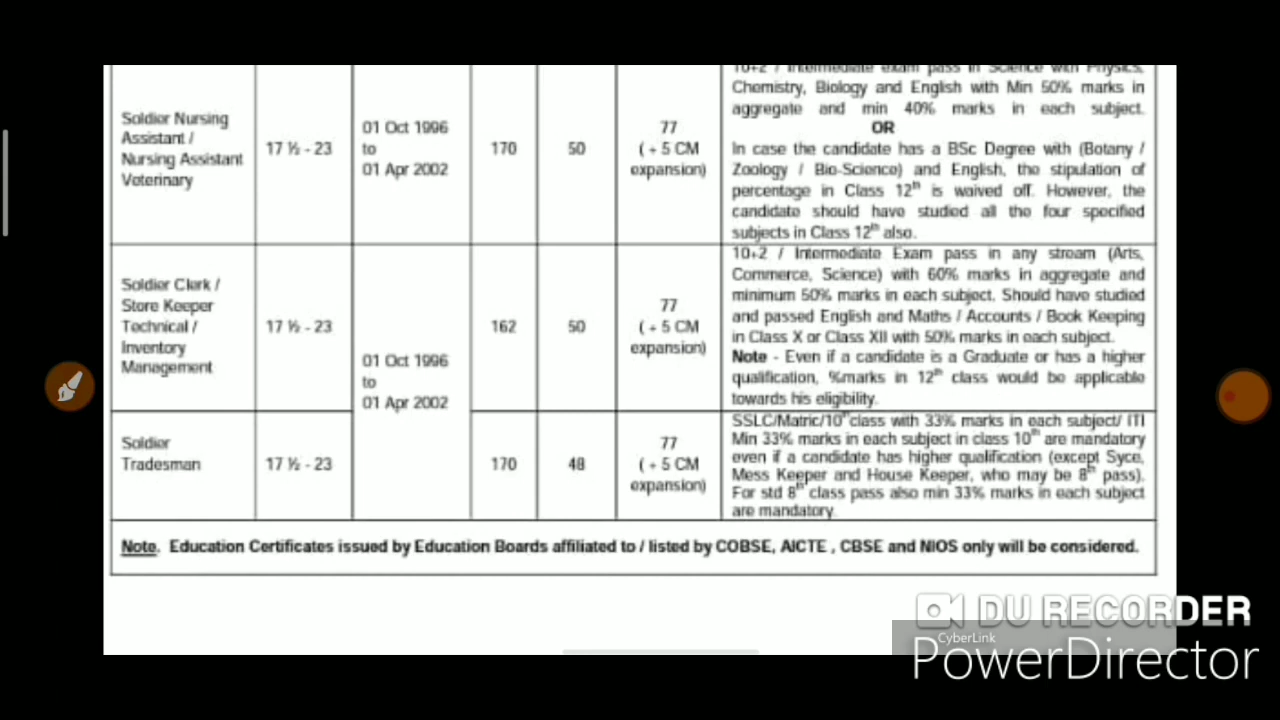 10+2 / Intermediate exam pass in Science with Physics,
Soldier Nursing
Assistant /
Nursing Assistant
Veterinary
17 ½ - 23
01 Oct 1996
to
01 Apr 2002
170
50
77
( + 5 CM
expansion)
Chemistry, Biology and English with Min 50% marks in
aggregate and min 40% marks in each subject.
OR
In case the candidate has a BSc Degree with (Botany /
Zoology / Bio-Science) and English, the stipulation of
percentage in Class 12th is waived off. However, the
candidate should have studied all the four specified
subjects in Class 12th also.
Soldier Clerk /
Store Keeper
Technical /
Inventory
Management
17 ½ - 23
01 Oct 1996
to
01 Apr 2002
162
50
77
( + 5 CM
expansion)
10+2 / Intermediate Exam pass in any stream (Arts,
Commerce, Science) with 60% marks in aggregate and
minimum 50% marks in each subject. Should have studied
and passed English and Maths / Accounts / Book Keeping
in Class X or Class XII with 50% marks in each subject.
Note - Even if a candidate is a Graduate or has a higher
qualification, %marks in 12th class would be applicable
towards his eligibility.
Soldier
Tradesman
17 ½ - 23
170
48
77
( + 5 CM
expansion)
SSLC/Matric/10th class with 33% marks in each subject/ ITI
Min 33% marks in each subject in class 10th are mandatory
even if a candidate has higher qualification (except Syce,
Mess Keeper and House Keeper, who may be 8th pass).
For std 8th class pass also min 33% marks in each subject
are mandatory.
Note. Education Certificates issued by Education Boards affiliated to / listed by COBSE, AICTE , CBSE and NIOS only will be considered.
DU RECORDER
CyberLink
PowerDirector